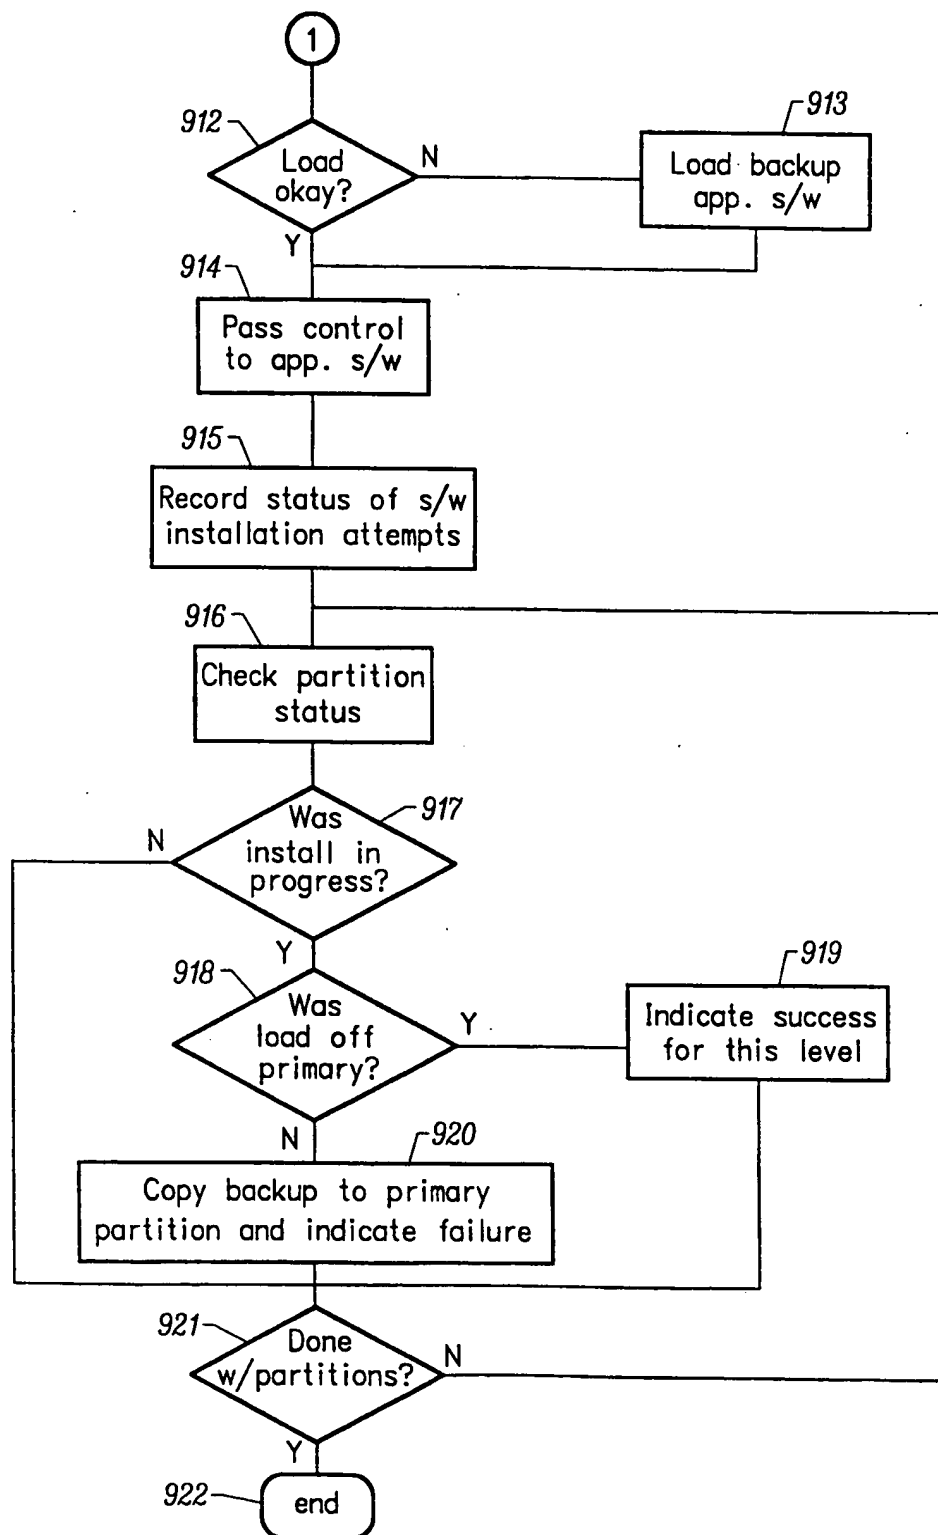 1
912
Load
okay?
N
Y
913
Load backup
app. s/w
914
Pass control
to app. s/w
915
Record status of s/w
installation attempts
916
Check partition
status
917
Was
install in
progress?
N
Y
918
Was
load off
primary?
Y
N
919
Indicate success
for this level
920
Copy backup to primary
partition and indicate failure
921
Done
w/partitions?
N
Y
922
end